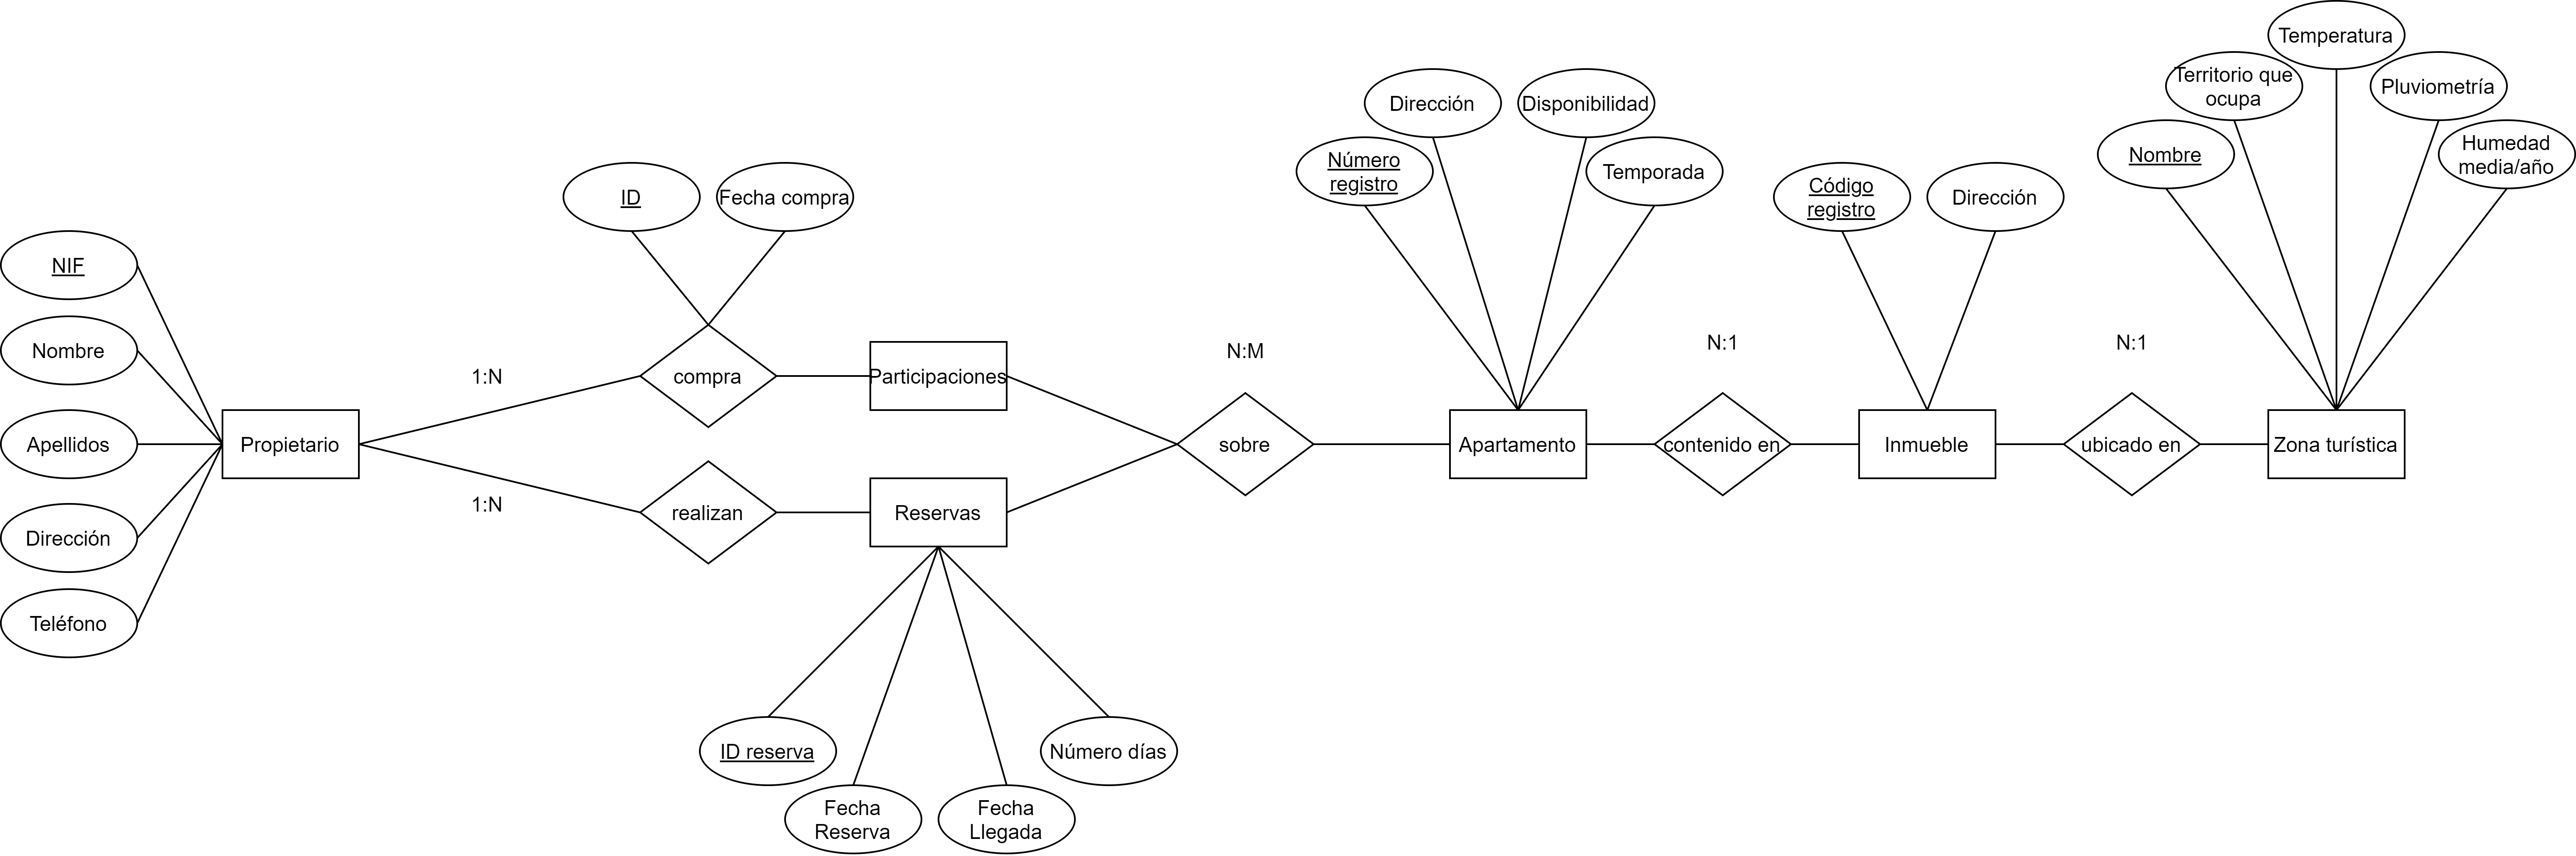 Temperatura
Territorio que
ocupa
Pluviometría
Nombre
Humedad
media/año
Dirección
Disponibilidad
Número
registro
Temporada
ID
Fecha compra
Código
registro
Dirección
NIF
Nombre
Apellidos
Dirección
Teléfono
Propietario
1:N
1:N
compra
realizan
Participaciones
Reservas
N:M
sobre
Apartamento
N:1
contenido en
Inmueble
N:1
ubicado en
Zona turística
ID reserva
Fecha
Reserva
Fecha
Llegada
Número días